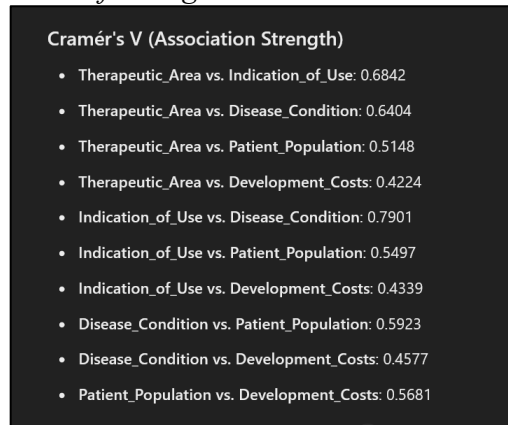 Cramér's V (Association Strength)
• Therapeutic_Area vs. Indication_of_Use: 0.6842
• Therapeutic_Area vs. Disease_Condition: 0.6404
• Therapeutic_Area vs. Patient_Population: 0.5148
• Therapeutic_Area vs. Development_Costs: 0.4224
• Indication_of_Use vs. Disease_Condition: 0.7901
• Indication_of_Use vs. Patient_Population: 0.5497
• Indication_of_Use vs. Development_Costs: 0.4339
• Disease_Condition vs. Patient_Population: 0.5923
• Disease_Condition vs. Development_Costs: 0.4577
• Patient_Population vs. Development_Costs: 0.5681